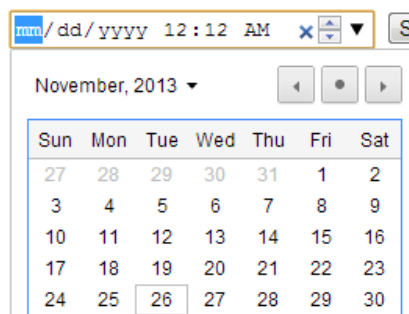 mm/dd/yyyy 12:12 AM
S
November, 2013
Sun Mon Tue Wed Thu Fri Sat
27 28 29 30 31 1 2
3 4 5 6 7 8 9
10 11 12 13 14 15 16
17 18 19 20 21 22 23
24 25 26 27 28 29 30